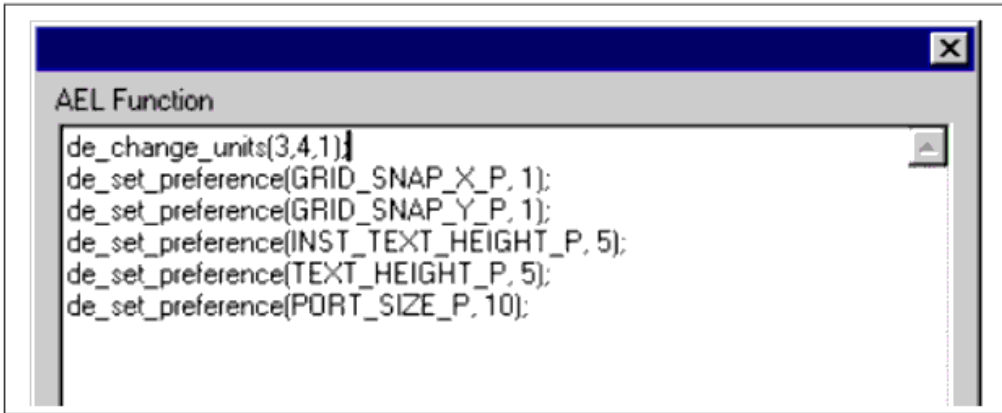 AEL Function
de_change_units(3,4,1);
de_set_preference(GRID_SNAP_X_P, 1);
de_set_preference(GRID_SNAP_Y_P, 1);
de_set_preference(INST_TEXT_HEIGHT_P, 5);
de_set_preference(TEXT_HEIGHT_P, 5);
de_set_preference(PORT_SIZE_P, 10);